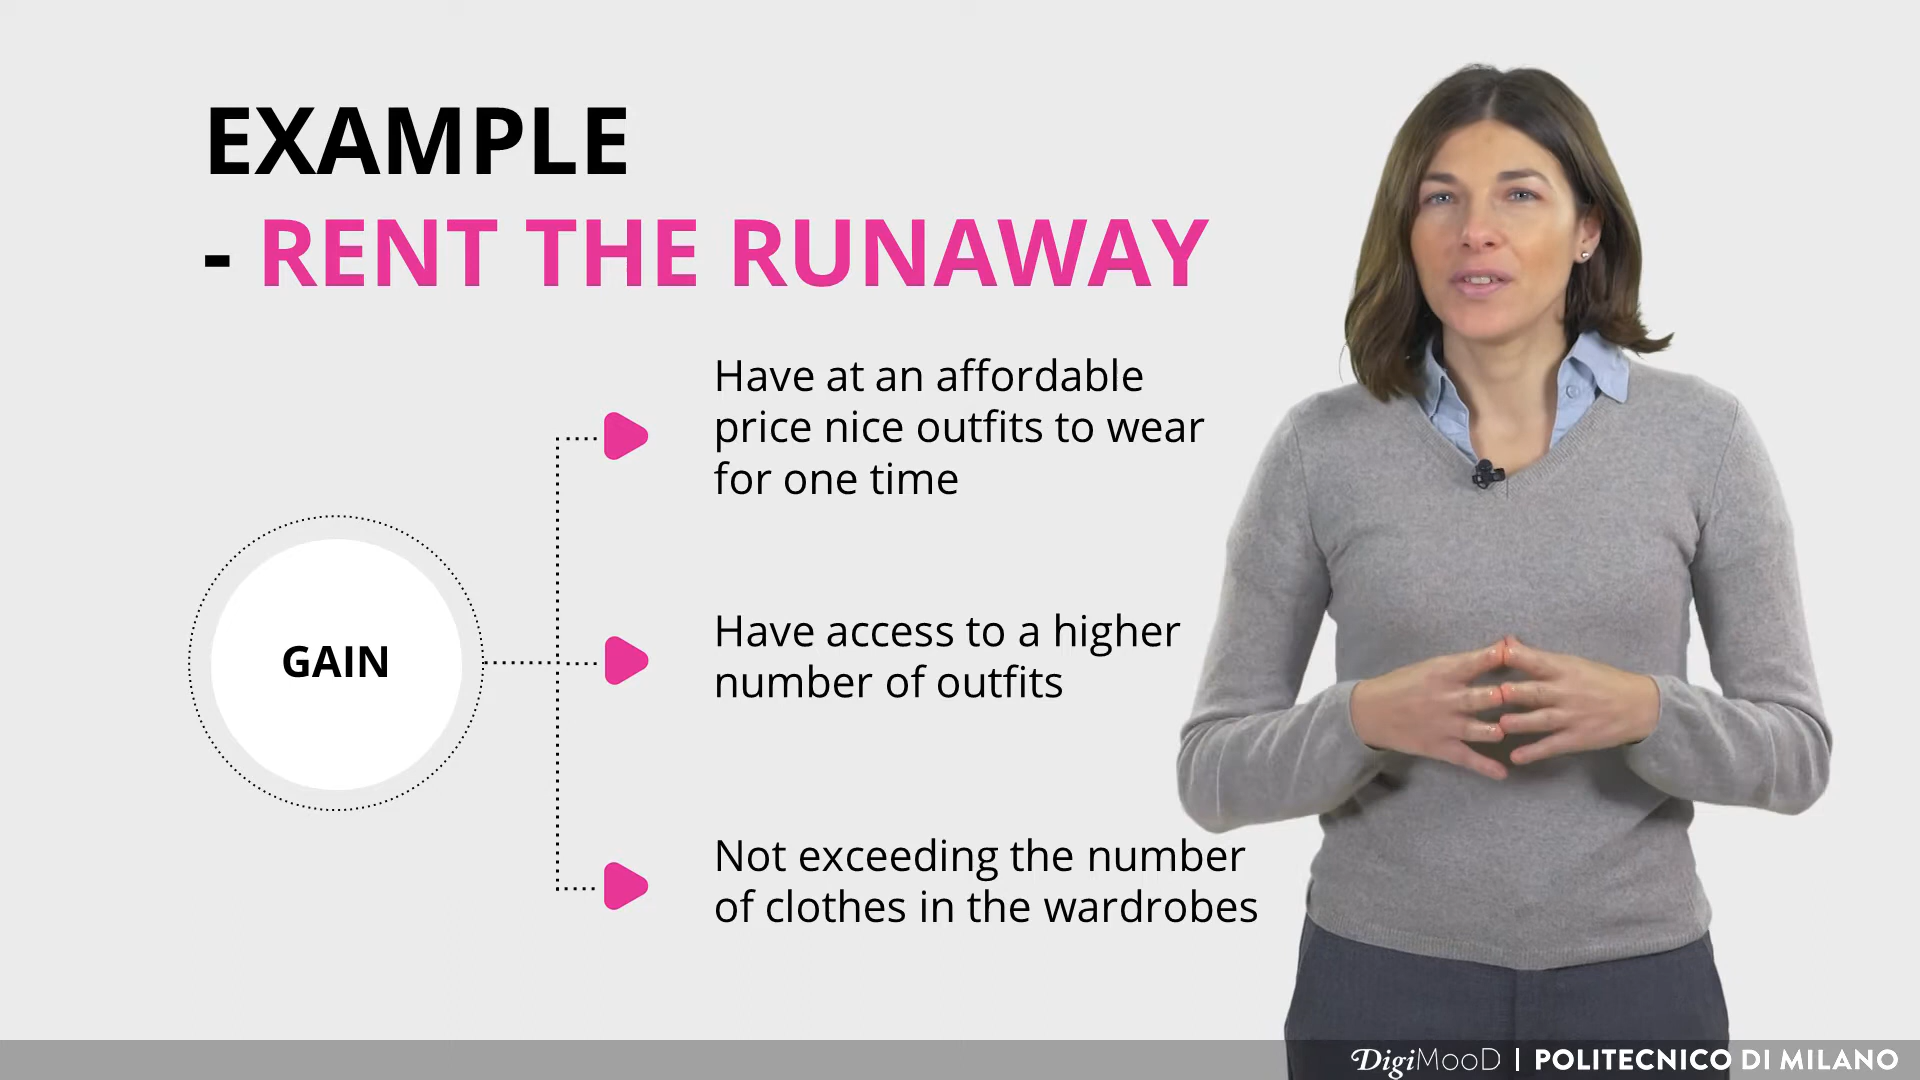 EXAMPLE
- RENT THE RUNAWAY
Have at an affordable
price nice outfits to wear
for one time
GAIN
Have access to a higher
number of outfits
Not exceeding the number
of clothes in the wardrobes
DigiMooD | POLITECNICO DI MILANO